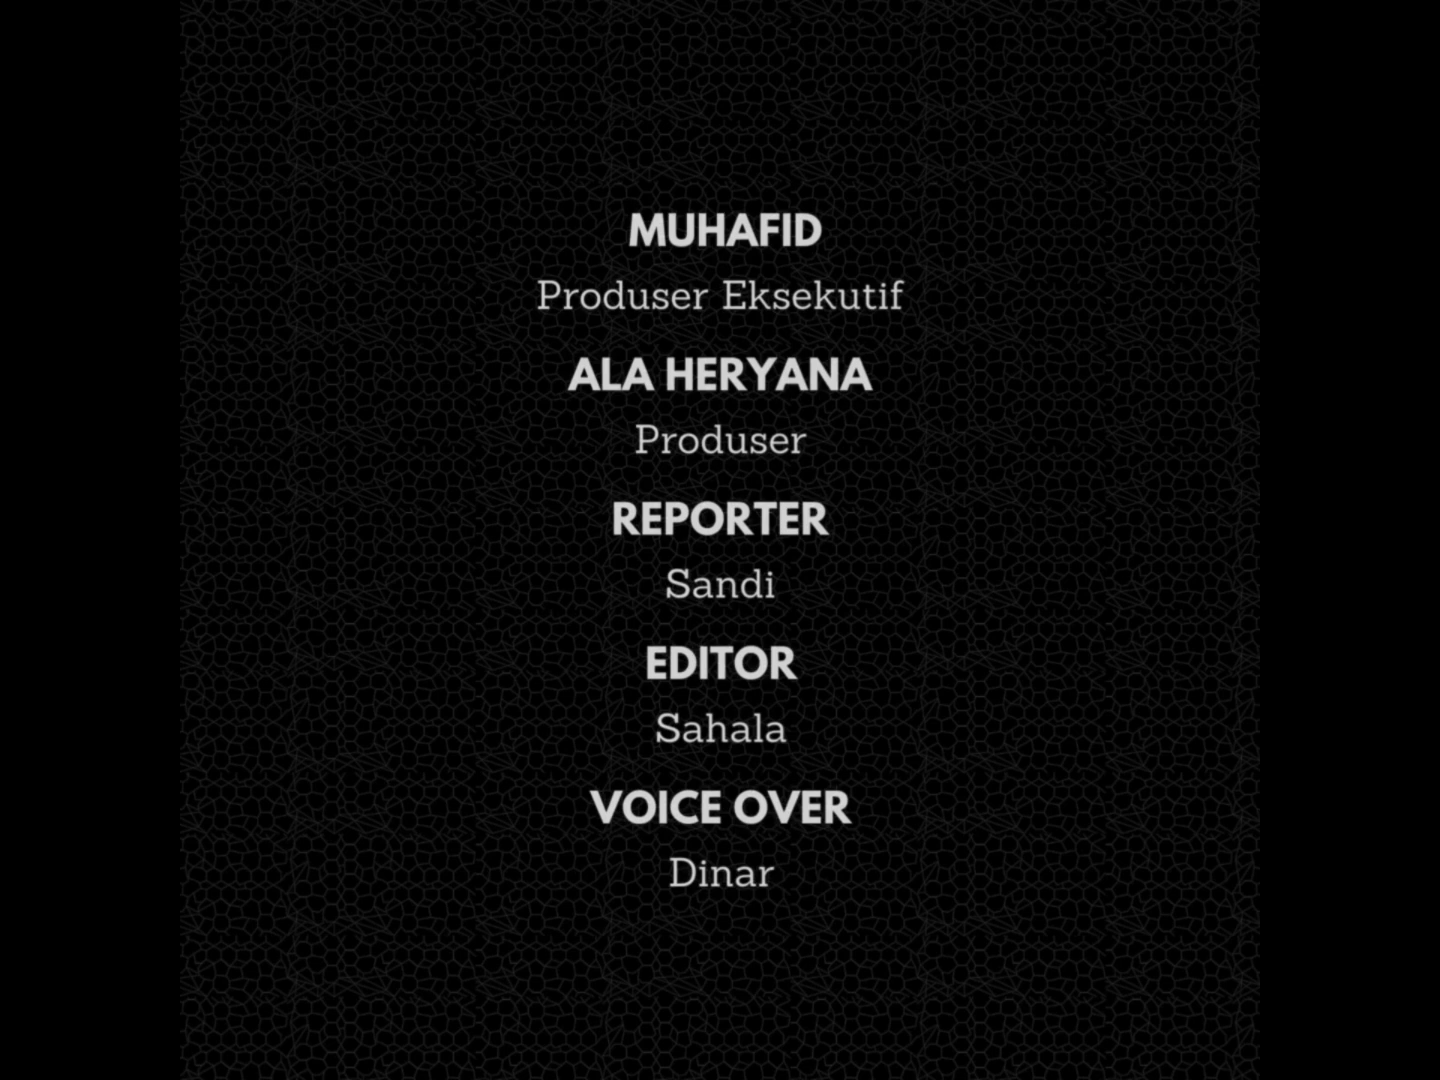 MUHAFID
Produser Eksekutif
ALA HERYANA
Produser
REPORTER
Sandi
EDITOR
Sahala
VOICE OVER
Dinar